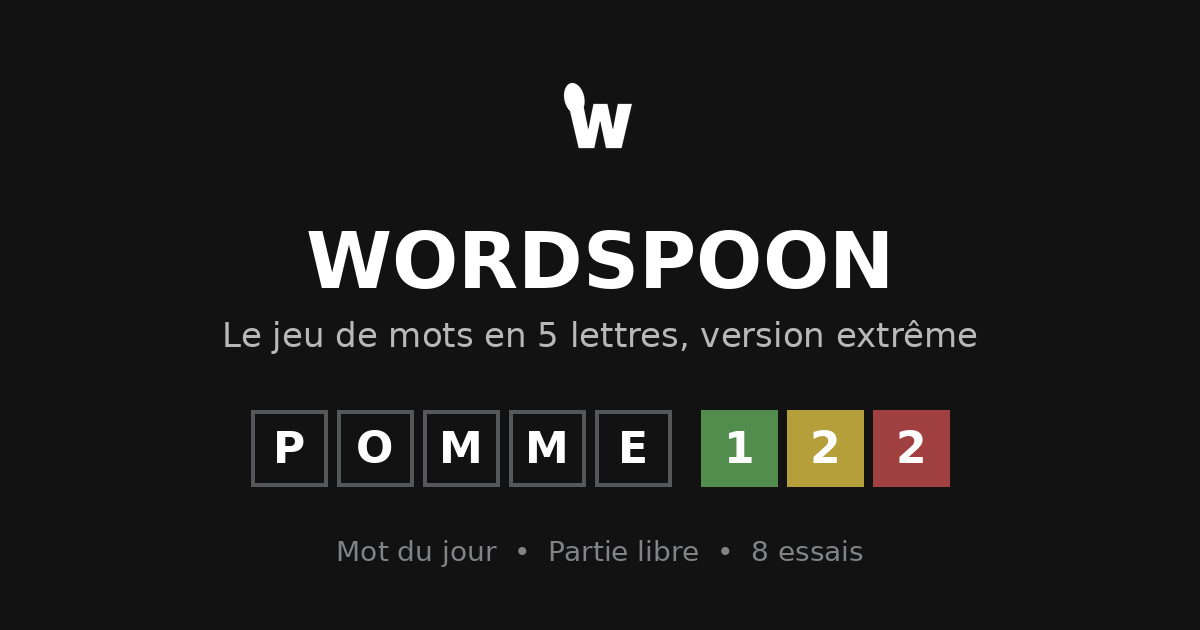 W
WORDSPOON
Le jeu de mots en 5 lettres, version extrême
P O M M E 1 2 2
Mot du jour • Partie libre • 8 essais